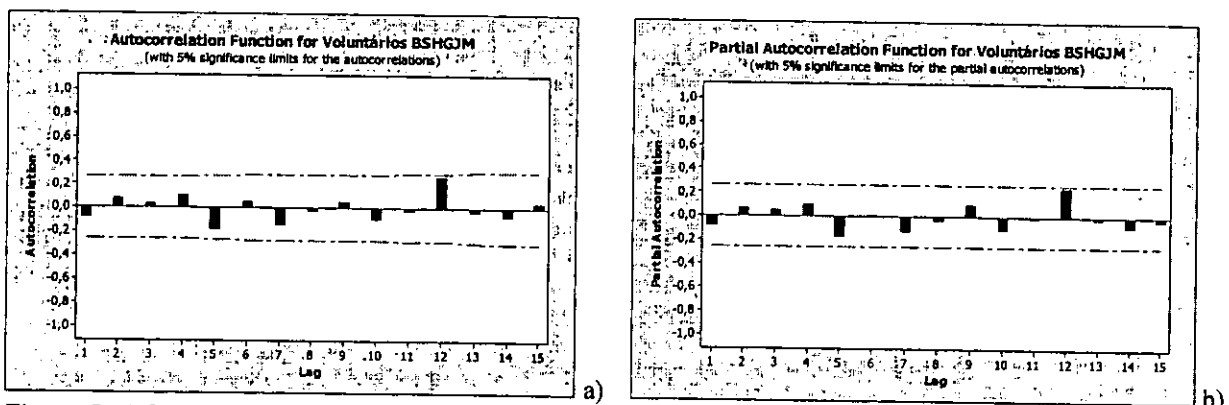 Autocorrelation Function for Voluntários BSHGJM
(with 5% significance limits for the autocorrelations)
1,0
0,8
0,6
0,4
0,2
0,0
-0,2
-0,4
-0,6
-0,8
-1,0
Autocorrelation
1 2 3 4 5 6 7 8 9 10 11 12 13 14 15
Lag
a)
Partial Autocorrelation Function for Voluntários BSHGJM
(with 5% significance limits for the partial autocorrelations)
1,0
0,8
0,6
0,4
0,2
0,0
-0,2
-0,4
-0,6
-0,8
-1,0
Partial Autocorrelation
1 2 3 4 5 6 7 8 9 10 11 12 13 14 15
Lag
b)